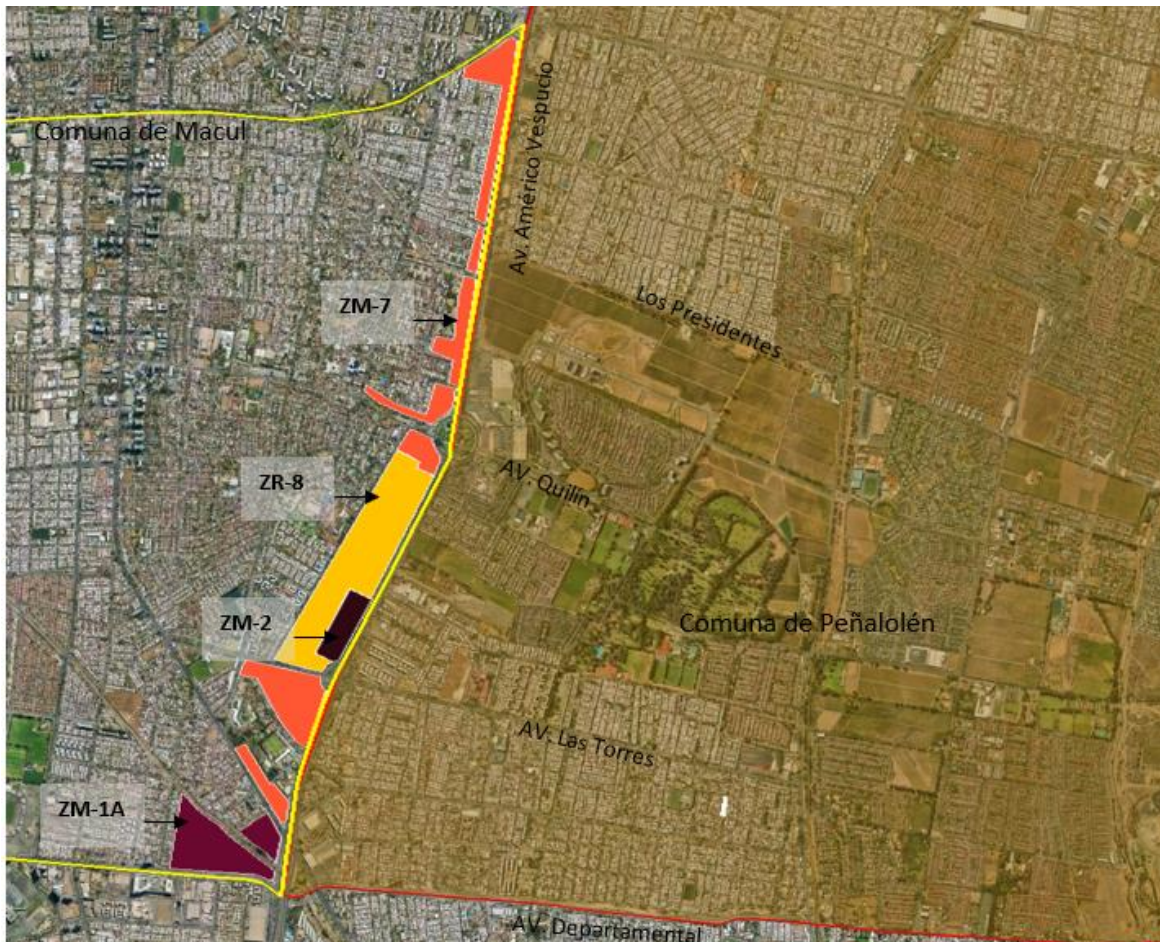 Comuna de Macul
Av. Américo Vespucio
ZM-7
Los Presidentes
AV. Quilín
ZR-8
ZM-2
Comuna de Peñalolén
AV. Las Torres
ZM-1A
AV. Departamental